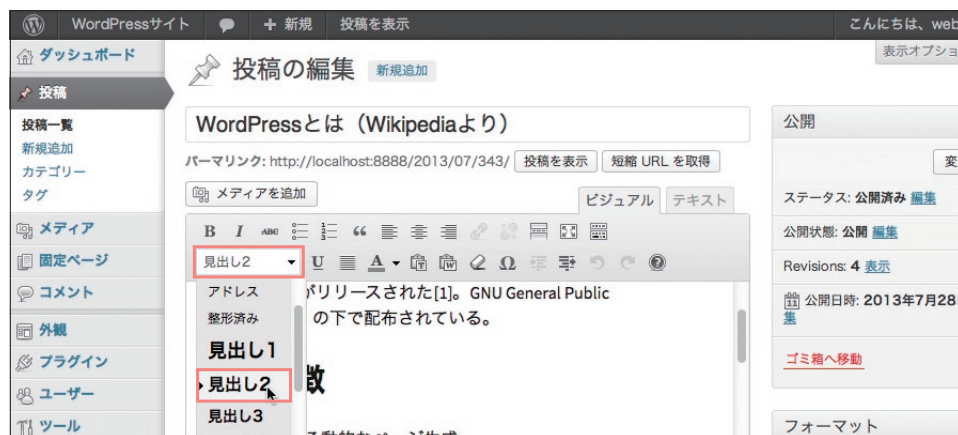 WordPressサイト + 新規 投稿を表示 こんにちは、web
表示オプショ
ダッシュボード
投稿
投稿一覧
新規追加
カテゴリー
タグ
メディア
固定ページ
コメント
外観
プラグイン
ユーザー
ツール
投稿の編集 新規追加
WordPressとは（Wikipediaより）
パーマリンク: http://localhost:8888/2013/07/343/ 投稿を表示 短縮 URL を取得
メディアを追加
ビジュアル テキスト
B I ABC
見出し2 U A
アドレス
整形済み
見出し1
見出し2
見出し3
がリリースされた[1]。GNU General Public
の下で配布されている。
徴
公開
変
ステータス: 公開済み 編集
公開状態: 公開 編集
Revisions: 4 表示
公開日時: 2013年7月28
集
ゴミ箱へ移動
フォーマット